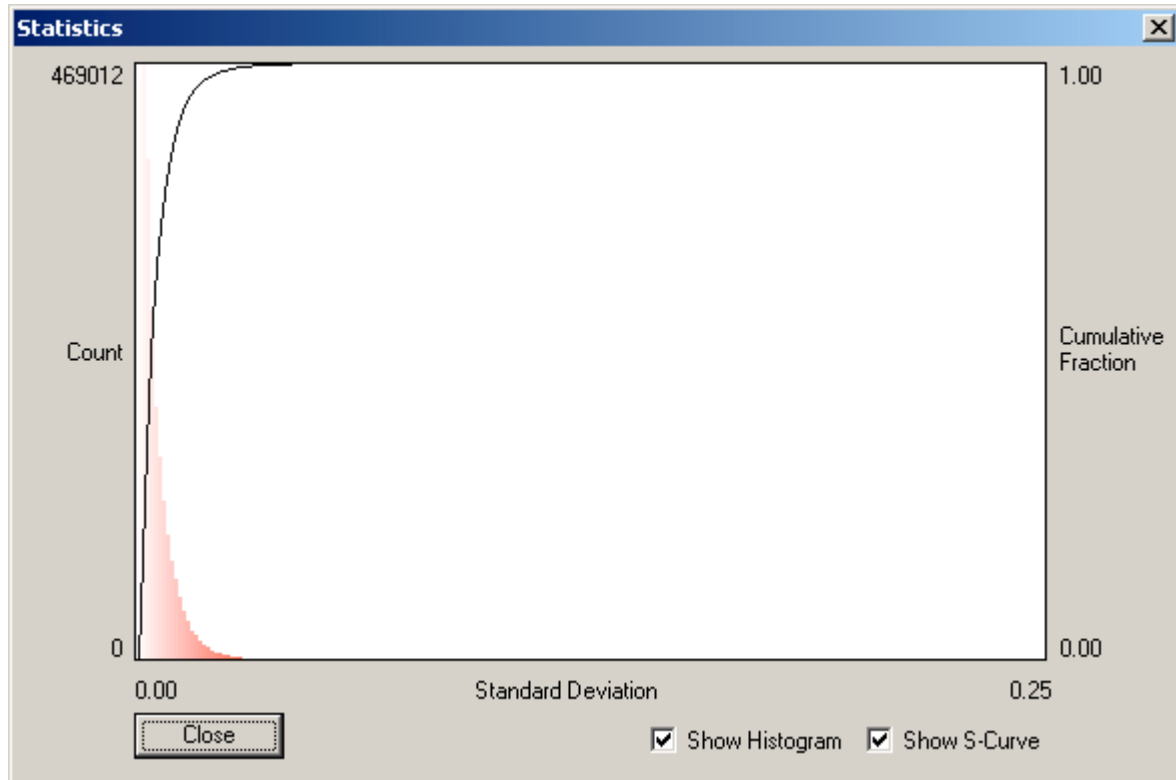 Statistics
469012
1.00
Count
Cumulative
Fraction
0
0.00
0.00
Standard Deviation
0.25
Close
Show Histogram
Show S-Curve